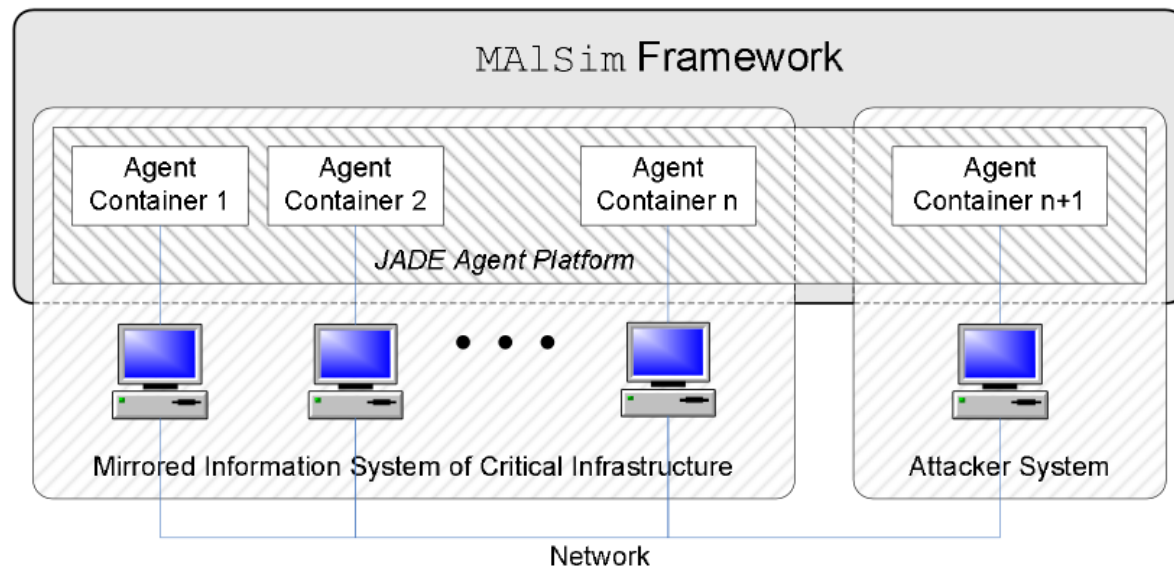 MAlSim Framework
Agent
Container 1
Agent
Container 2
Agent
Container n
Agent
Container n+1
JADE Agent Platform
• • •
Mirrored Information System of Critical Infrastructure
Attacker System
Network